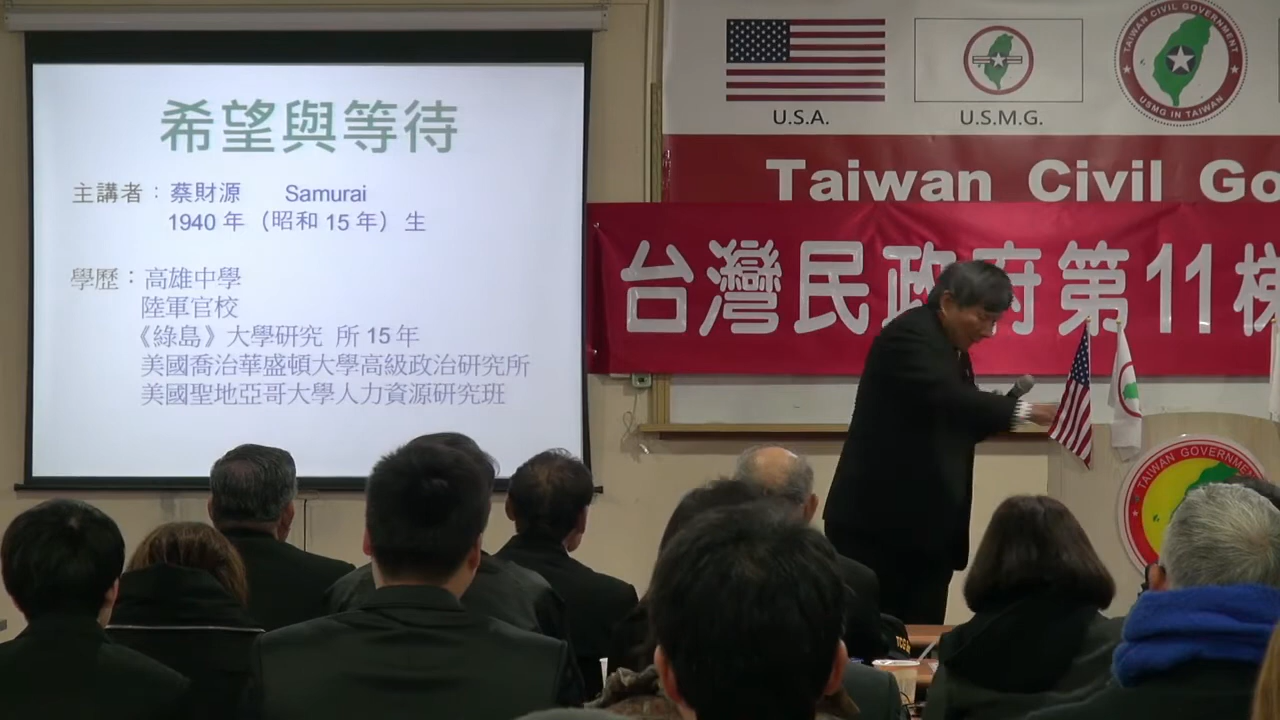 希望與等待
主講者：蔡財源 Samurai
1940 年（昭和 15 年）生
學歷：高雄中學
陸軍官校
《綠島》大學研究 所 15 年
美國喬治華盛頓大學高級政治研究所
美國聖地亞哥大學人力資源研究班
U.S.A.
U.S.M.G.
TAIWAN CIVIL GOVERNMENT
USMG IN TAIWAN
Taiwan Civil Go
台灣民政府第11梯
TAIWAN GOVERNMENT